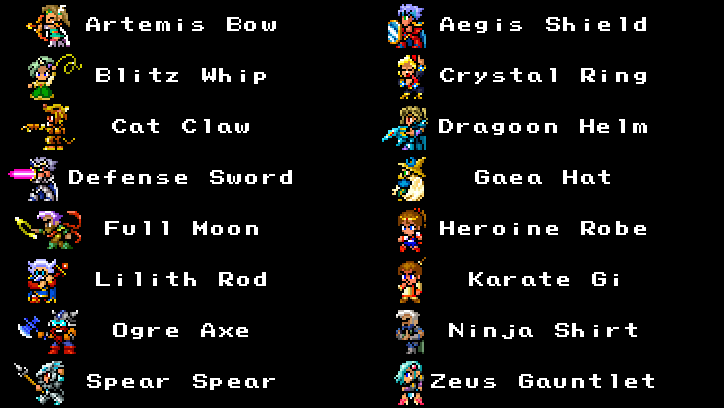 Artemis Bow
Blitz Whip
Cat Claw
Defense Sword
Full Moon
Lilith Rod
Ogre Axe
Spear Spear
Aegis Shield
Crystal Ring
Dragoon Helm
Gaea Hat
Heroine Robe
Karate Gi
Ninja Shirt
Zeus Gauntlet